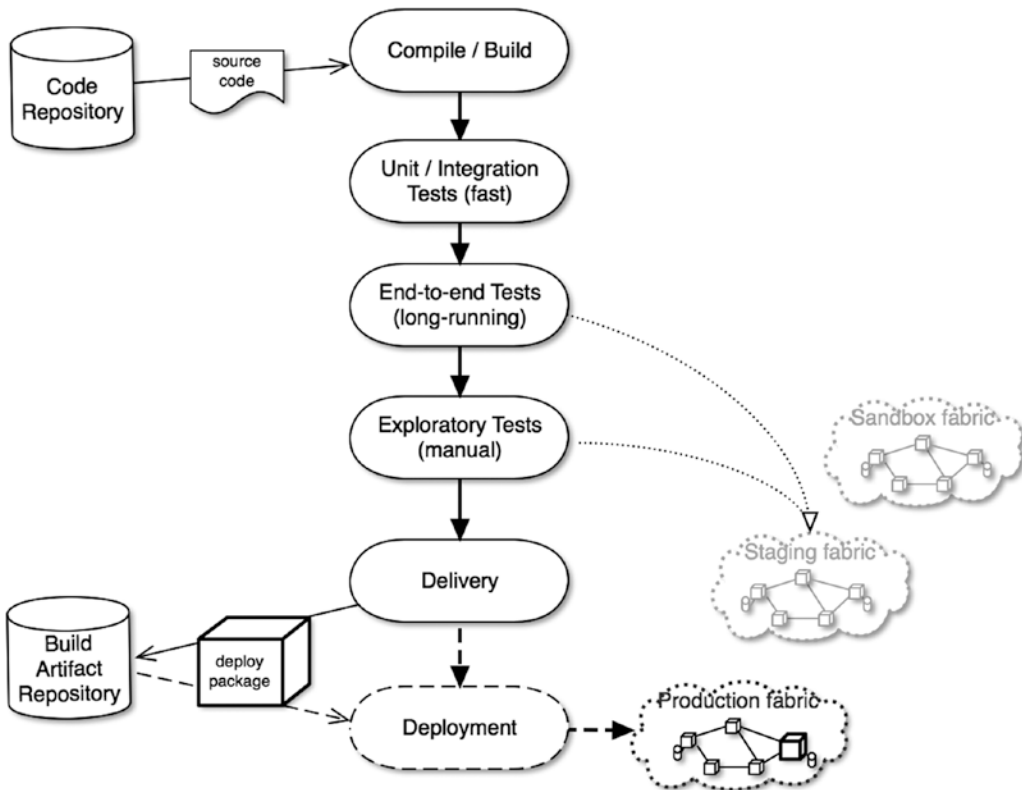 Compile / Build
source
code
Code
Repository
Unit / Integration
Tests (fast)
End-to-end Tests
(long-running)
Exploratory Tests
(manual)
Sandbox fabric
Staging fabric
Delivery
Build
Artifact
Repository
deploy
package
Deployment
Production fabric